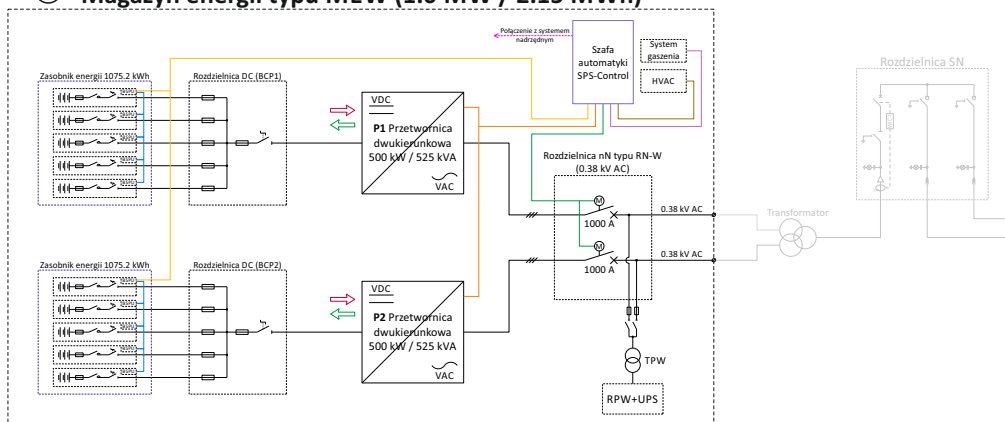 Magazyn energii typu MEW (1.0 MW / 2.15 MWh)
Połączenie z systemem
nadrzędnym
Szafa
automatyki
SPS-Control
System
gaszenia
HVAC
Rozdzielnica SN
Zasobnik energii 1075.2 kWh
Rozdzielnica DC (BCP1)
VDC
P1 Przetwornica
dwukierunkowa
500 kW / 525 kVA
VAC
Rozdzielnica nN typu RN-W
(0.38 kV AC)
M
1000 A
0.38 kV AC
Transformator
M
1000 A
0.38 kV AC
Zasobnik energii 1075.2 kWh
Rozdzielnica DC (BCP2)
VDC
P2 Przetwornica
dwukierunkowa
500 kW / 525 kVA
VAC
TPW
RPW+UPS